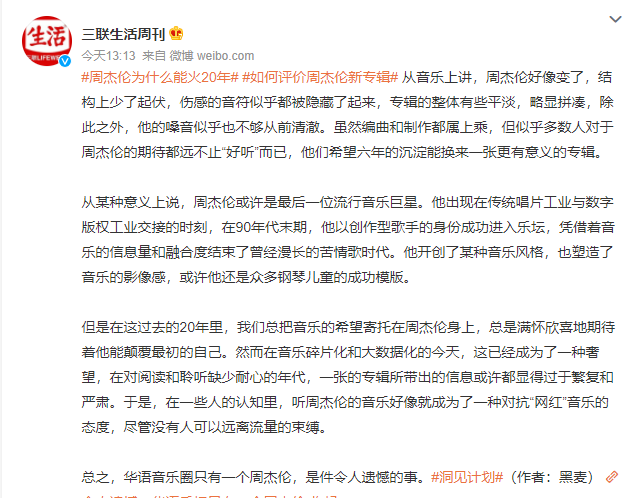 生活
LIFEWEEK
三联生活周刊
今天13:13 来自 微博 weibo.com
#周杰伦为什么能火20年# #如何评价周杰伦新专辑# 从音乐上讲，周杰伦好像变了，结
构上少了起伏，伤感的音符似乎都被隐藏了起来，专辑的整体有些平淡，略显拼凑，除
此之外，他的嗓音似乎也不够从前清澈。虽然编曲和制作都属上乘，但似乎多数人对于
周杰伦的期待都远不止“好听”而已，他们希望六年的沉淀能换来一张更有意义的专辑。
从某种意义上说，周杰伦或许是最后一位流行音乐巨星。他出现在传统唱片工业与数字
版权工业交接的时刻，在90年代末期，他以创作型歌手的身份成功进入乐坛，凭借着音
乐的信息量和融合度结束了曾经漫长的苦情歌时代。他开创了某种音乐风格，也塑造了
音乐的影像感，或许他还是众多钢琴儿童的成功模版。
但是在这过去的20年里，我们总把音乐的希望寄托在周杰伦身上，总是满怀欣喜地期待
着他能颠覆最初的自己。然而在音乐碎片化和大数据化的今天，这已经成为了一种奢
望，在对阅读和聆听缺少耐心的年代，一张的专辑所带出的信息或许都显得过于繁复和
严肃。于是，在一些人的认知里，听周杰伦的音乐好像就成为了一种对抗“网红”音乐的
态度，尽管没有人可以远离流量的束缚。
总之，华语音乐圈只有一个周杰伦，是件令人遗憾的事。#洞见计划#（作者：黑麦）